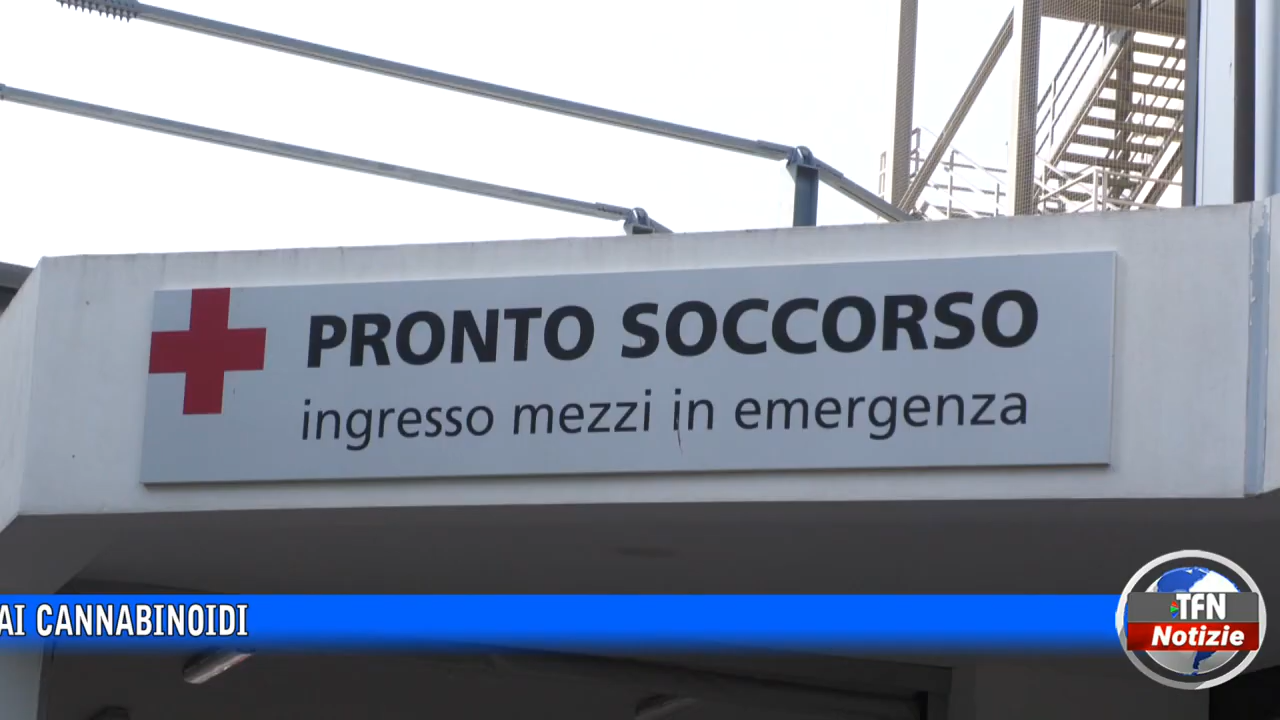 PRONTO SOCCORSO
ingresso mezzi in emergenza
AI CANNABINOIDI
TFN
Notizie